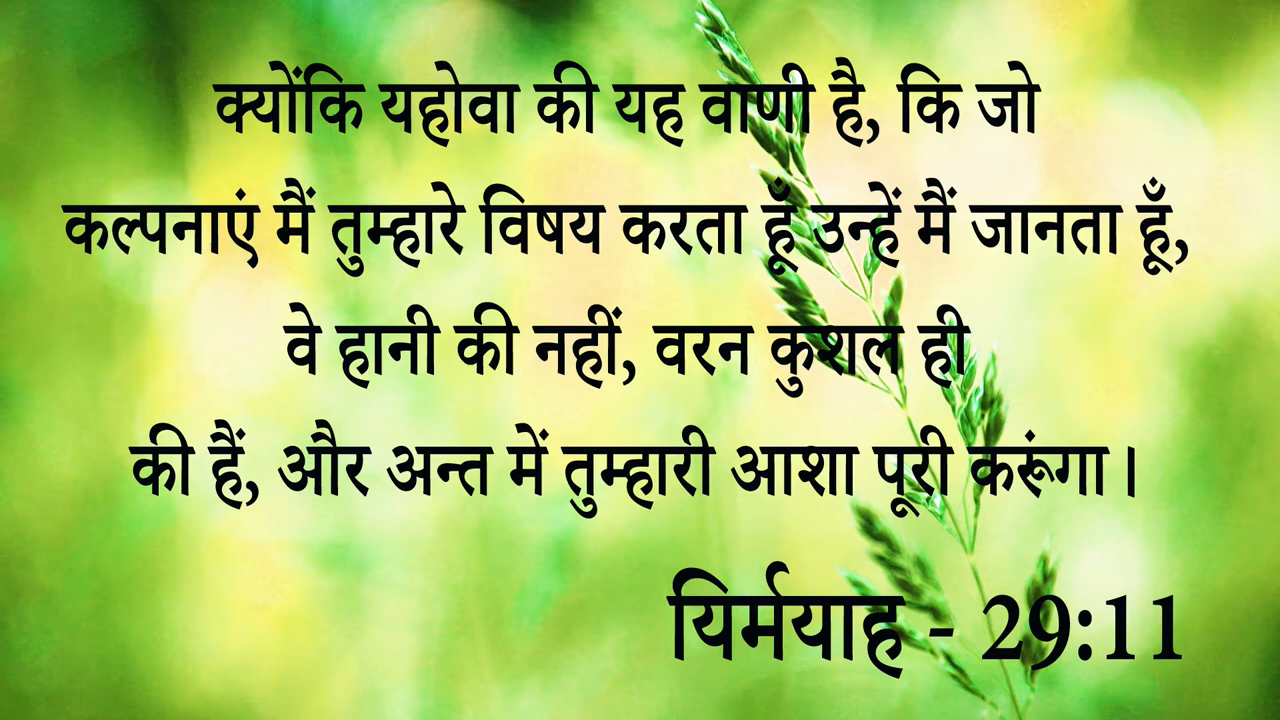 क्योंकि यहोवा की यह वाणी है, कि जो
कल्पनाएं मैं तुम्हारे विषय करता हूँ उन्हें मैं जानता हूँ,
वे हानी की नहीं, वरन कुशल ही
की हैं, और अन्त में तुम्हारी आशा पूरी करूंगा।
यिर्मयाह - 29:11